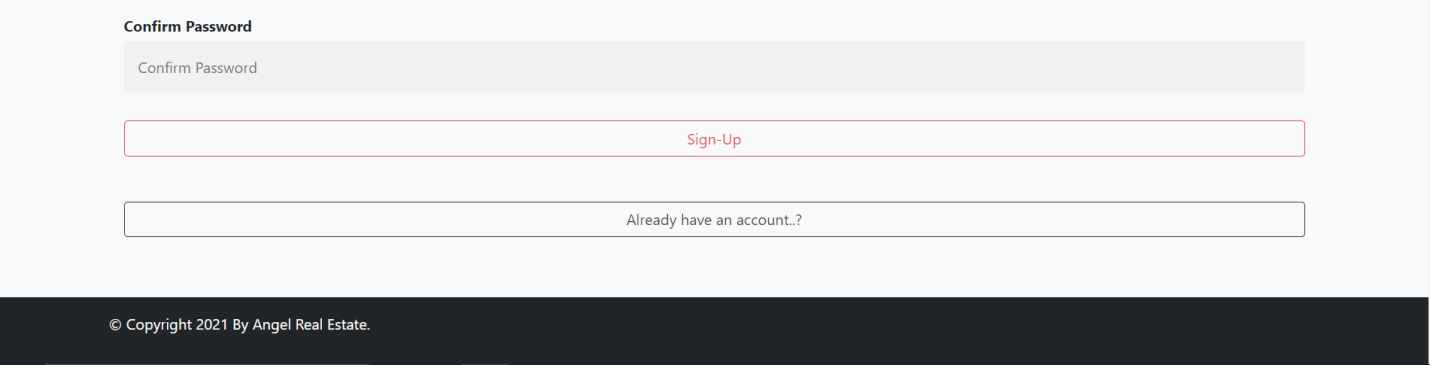 Confirm Password
Confirm Password
Sign-Up
Already have an account..?
© Copyright 2021 By Angel Real Estate.